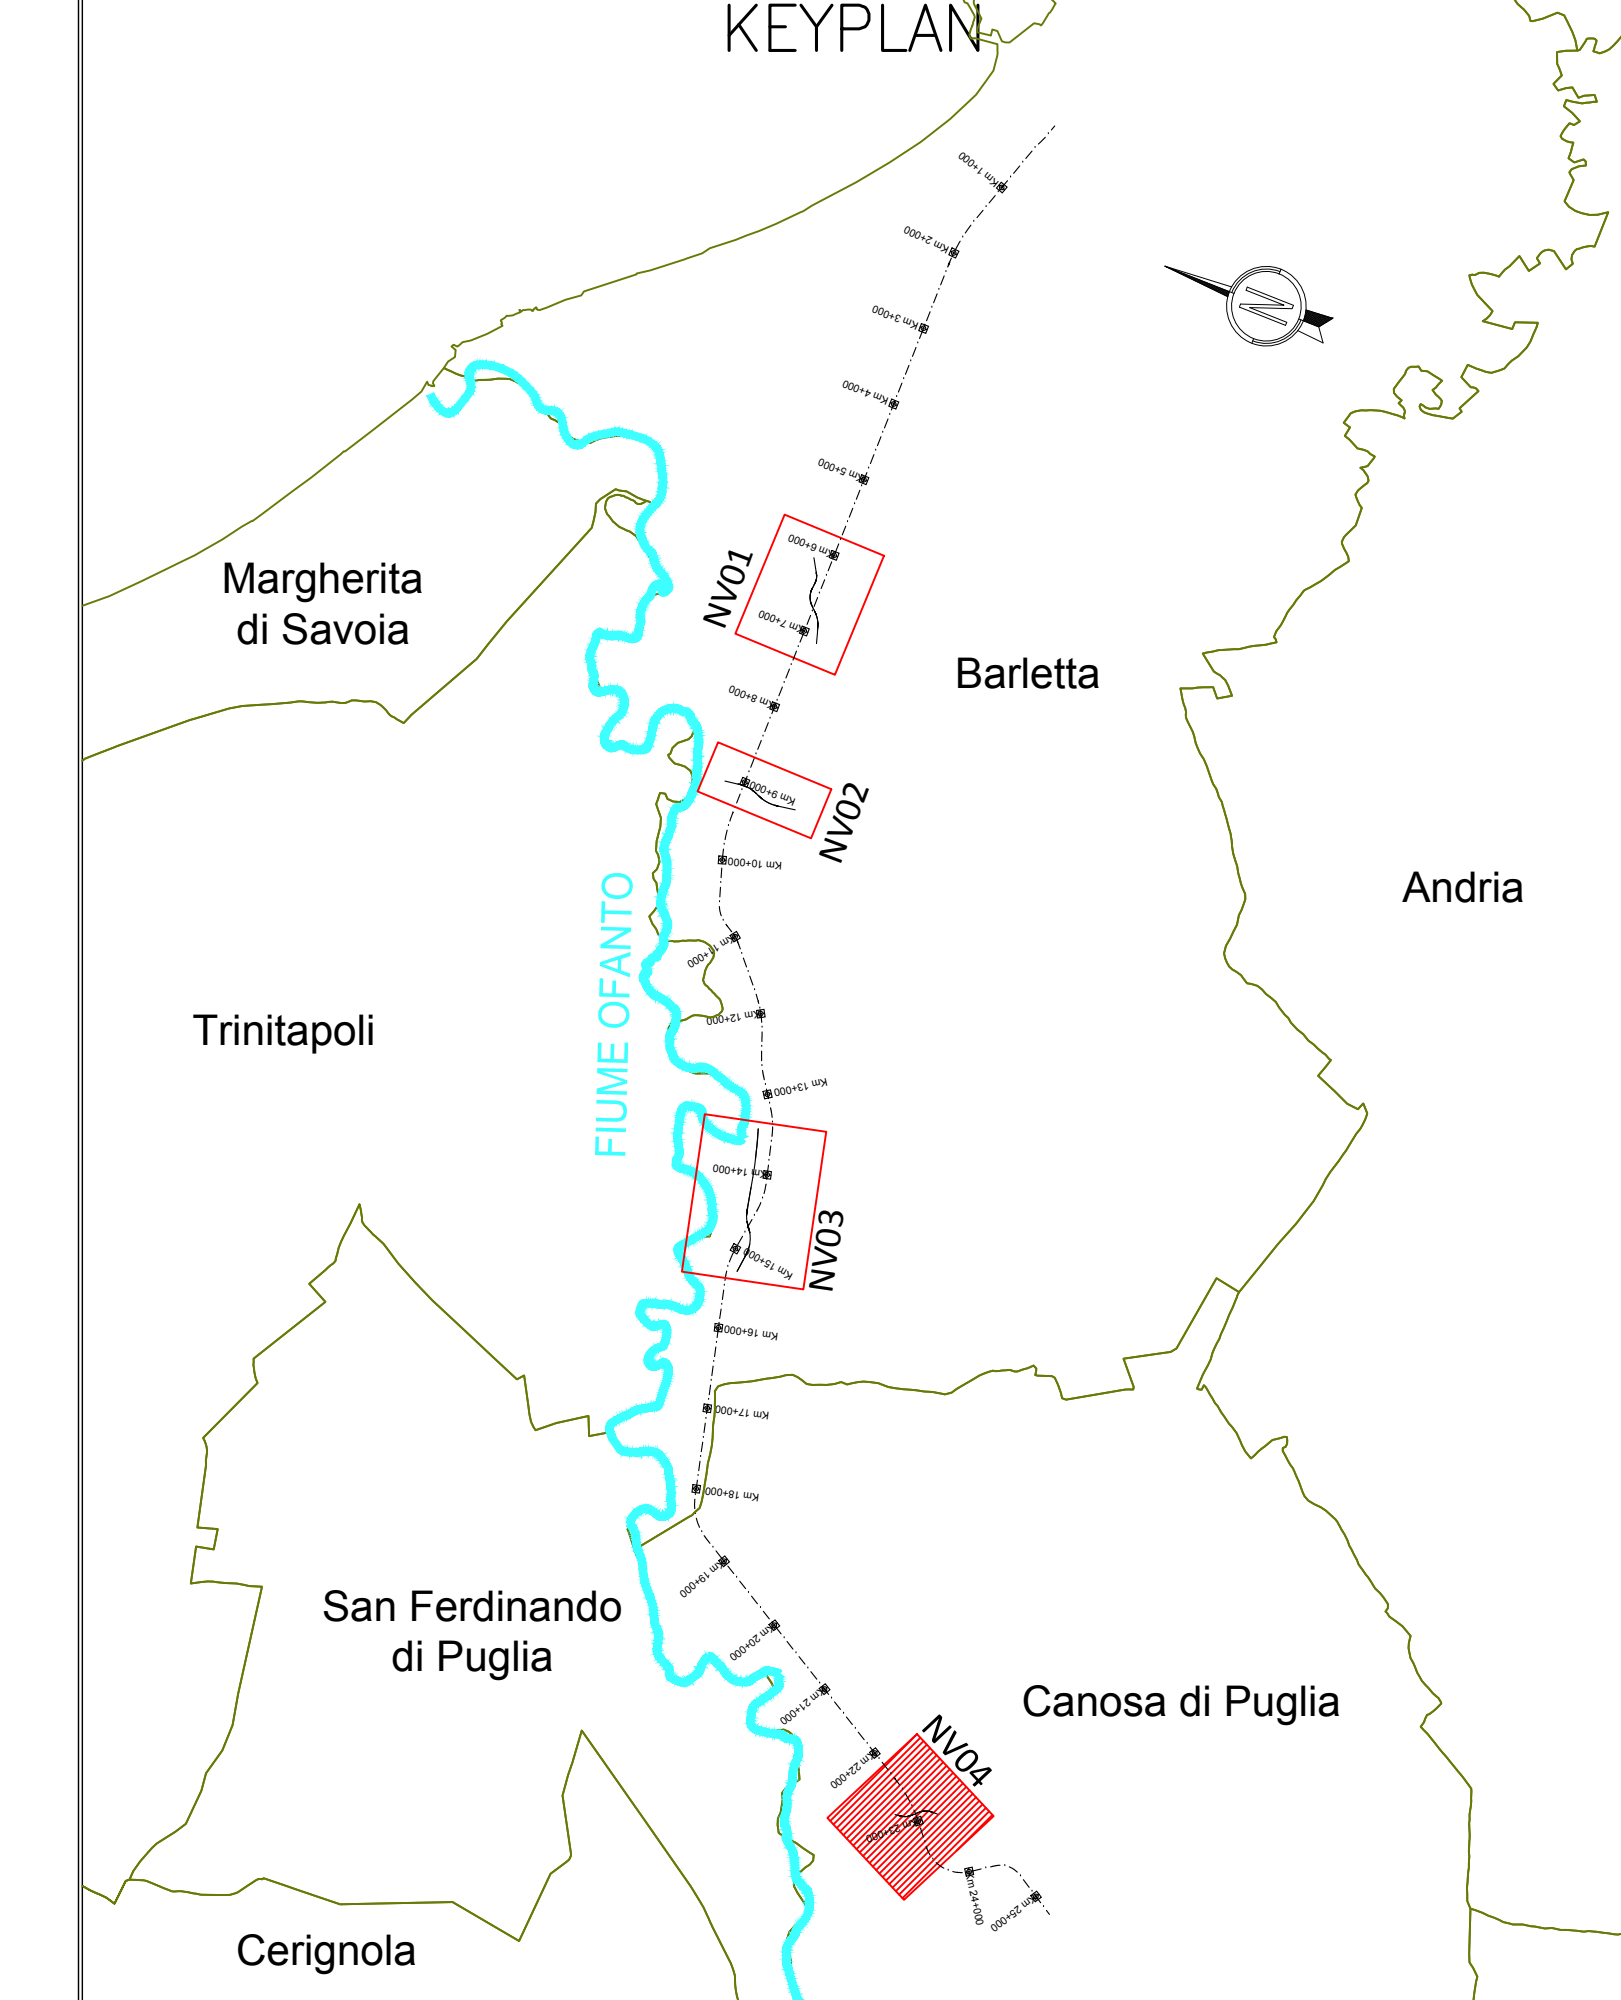 KEYPLAN
Km 1+000
Km 2+000
N
Km 3+000
Km 4+000
Km 5+000
Km 6+000
NV01
Margherita
di Savoia
Km 7+000
Barletta
Km 8+000
Km 9+000
NV02
Km 10+000
Andria
FIUME OFANTO
Km 11+000
Trinitapoli
Km 12+000
Km 13+000
Km 14+000
NV03
Km 15+000
Km 16+000
Km 17+000
Km 18+000
Km 19+000
San Ferdinando
di Puglia
Km 20+000
Km 21+000
Canosa di Puglia
NV04
Km 22+000
Km 23+000
Km 24+000
Km 25+000
Cerignola